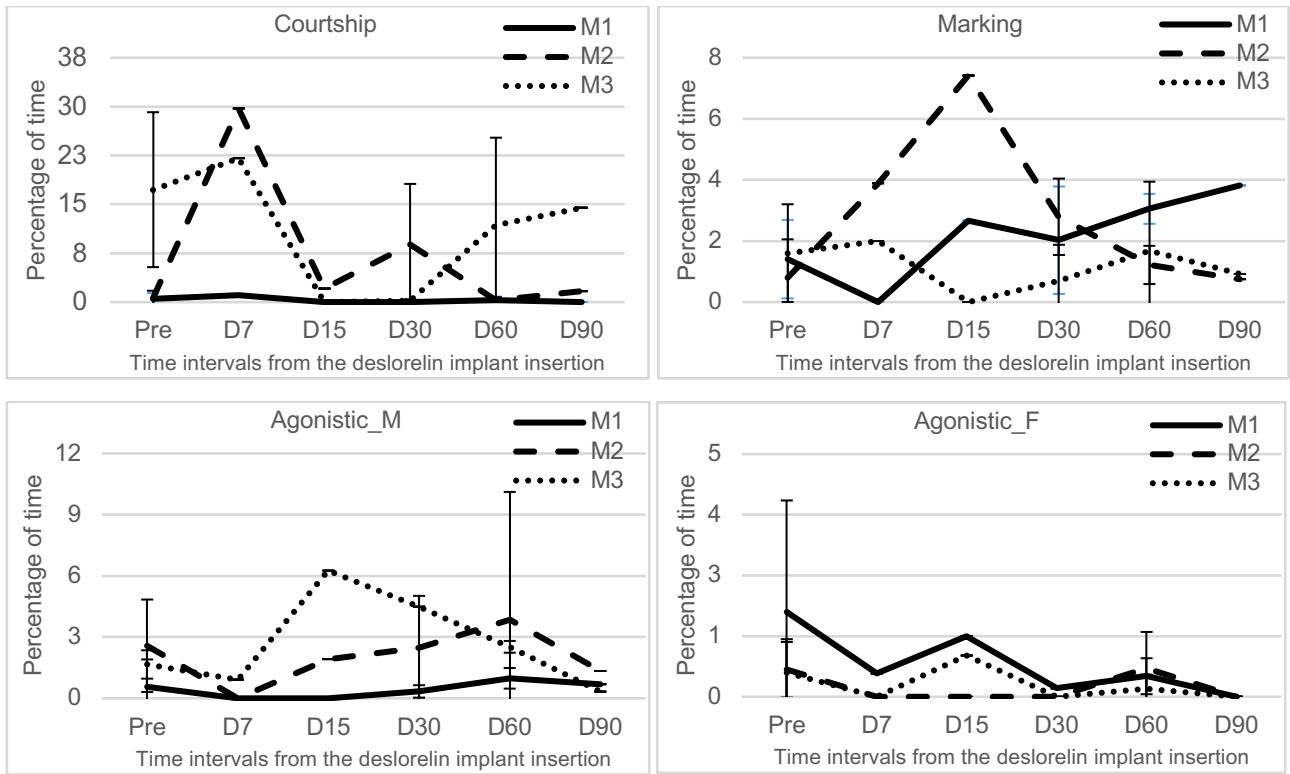 Courtship
M1
M2
M3
Percentage of time
38
30
23
15
8
0
Pre D7 D15 D30 D60 D90
Time intervals from the deslorelin implant insertion
Marking
M1
M2
M3
Percentage of time
8
6
4
2
0
Pre D7 D15 D30 D60 D90
Time intervals from the deslorelin implant insertion
Agonistic_M
M1
M2
M3
Percentage of time
12
9
6
3
0
Pre D7 D15 D30 D60 D90
Time intervals from the deslorelin implant insertion
Agonistic_F
M1
M2
M3
Percentage of time
5
4
3
1
0
Pre D7 D15 D30 D60 D90
Time intervals from the deslorelin implant insertion